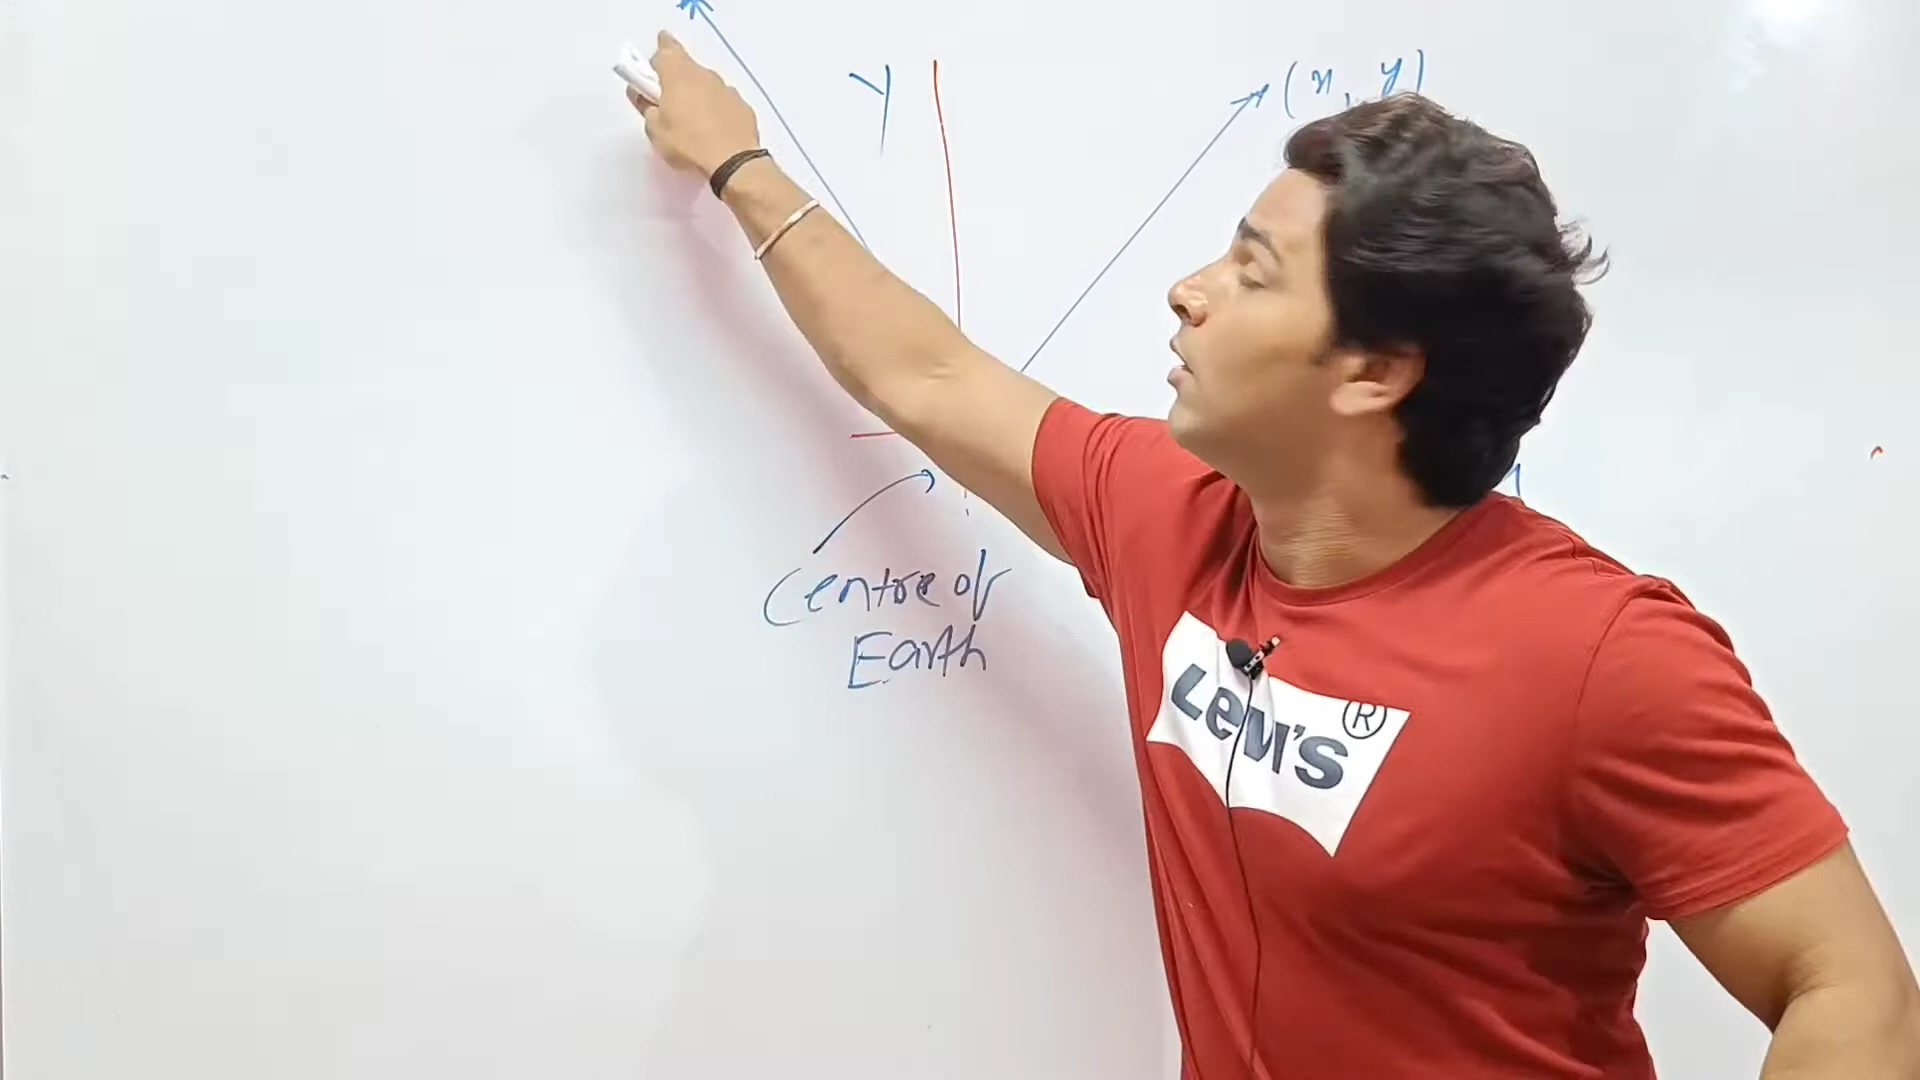 Y
(x, y)
Centre of
Earth
Levi's ®